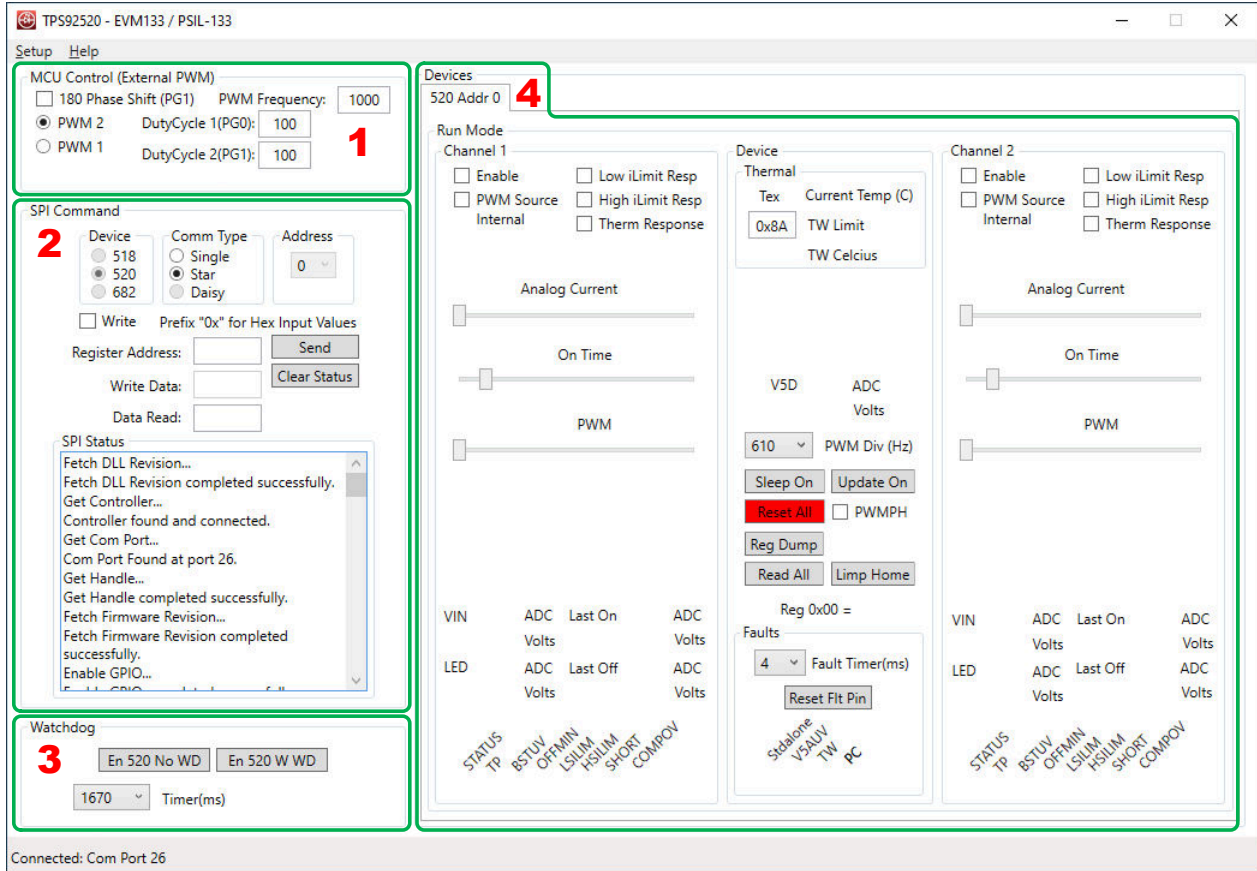 TPS92520 - EVM133 / PSIL-133
Setup Help
MCU Control (External PWM)
180 Phase Shift (PG1) PWM Frequency: 1000
PWM 2 DutyCycle 1(PG0): 100
PWM 1 DutyCycle 2(PG1): 100
1
SPI Command
2
Device Comm Type Address
518 Single
520 Star 0
682 Daisy
Write Prefix "0x" for Hex Input Values
Register Address: Send
Write Data: Clear Status
Data Read:
SPI Status
Fetch DLL Revision...
Fetch DLL Revision completed successfully.
Get Controller...
Controller found and connected.
Get Com Port...
Com Port Found at port 26.
Get Handle...
Get Handle completed successfully.
Fetch Firmware Revision...
Fetch Firmware Revision completed
successfully.
Enable GPIO...
Watchdog
3
En 520 No WD En 520 W WD
1670 Timer(ms)
Devices
520 Addr 0
4
Run Mode
Channel 1
Enable Low iLimit Resp
PWM Source High iLimit Resp
Internal Therm Response
Analog Current
On Time
PWM
VIN ADC Last On ADC
Volts Volts
LED ADC Last Off ADC
Volts Volts
STATUS TP BSTUV OFFMIN LSILIM HSILIM SHORT COMPOV
Device
Thermal
Tex Current Temp (C)
0x8A TW Limit
TW Celcius
V5D ADC
Volts
610 PWM Div (Hz)
Sleep On Update On
Reset All PWMPH
Reg Dump
Read All Limp Home
Reg 0x00 =
Faults
4 Fault Timer(ms)
Reset Flt Pin
Stdalone V5AUV TW PC
Channel 2
Enable Low iLimit Resp
PWM Source High iLimit Resp
Internal Therm Response
Analog Current
On Time
PWM
VIN ADC Last On ADC
Volts Volts
LED ADC Last Off ADC
Volts Volts
STATUS TP BSTUV OFFMIN LSILIM HSILIM SHORT COMPOV
Connected: Com Port 26